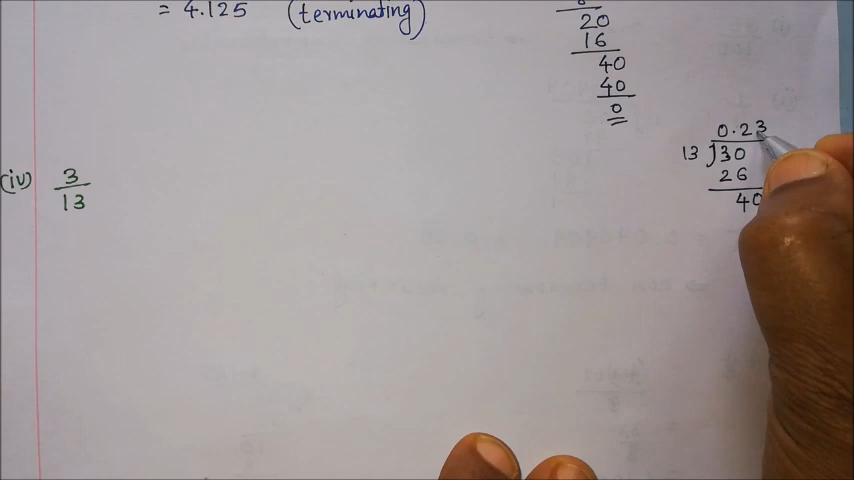 = 4.125 (terminating)
20
16
40
40
0
(iv) 3/13
0.23
13 ) 30
26
40